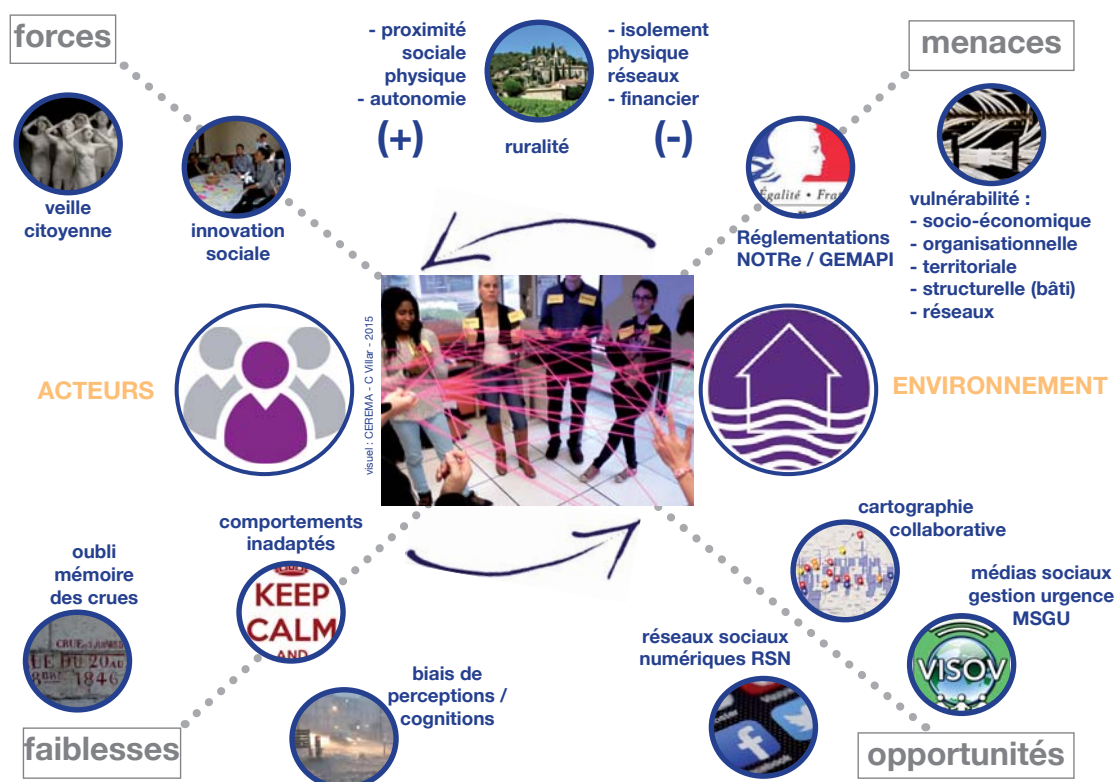 forces
- proximité
sociale
physique
- autonomie
(+)
ruralité
- isolement
physique
réseaux
- financier
(-)
menaces
veille
citoyenne
innovation
sociale
Égalité • Fra
Réglementations
NOTRe / GEMAPI
vulnérabilité :
- socio-économique
- organisationnelle
- territoriale
- structurelle (bâti)
- réseaux
ACTEURS
visuel : CEREMA - C Villar - 2015
ENVIRONNEMENT
oubli
mémoire
des crues
UE DU 20
1846
comportements
inadaptés
KEEP
CALM
AND
biais de
perceptions /
cognitions
faiblesses
cartographie
collaborative
médias sociaux
gestion urgence
MSGU
VISOV
réseaux sociaux
numériques RSN
opportunités